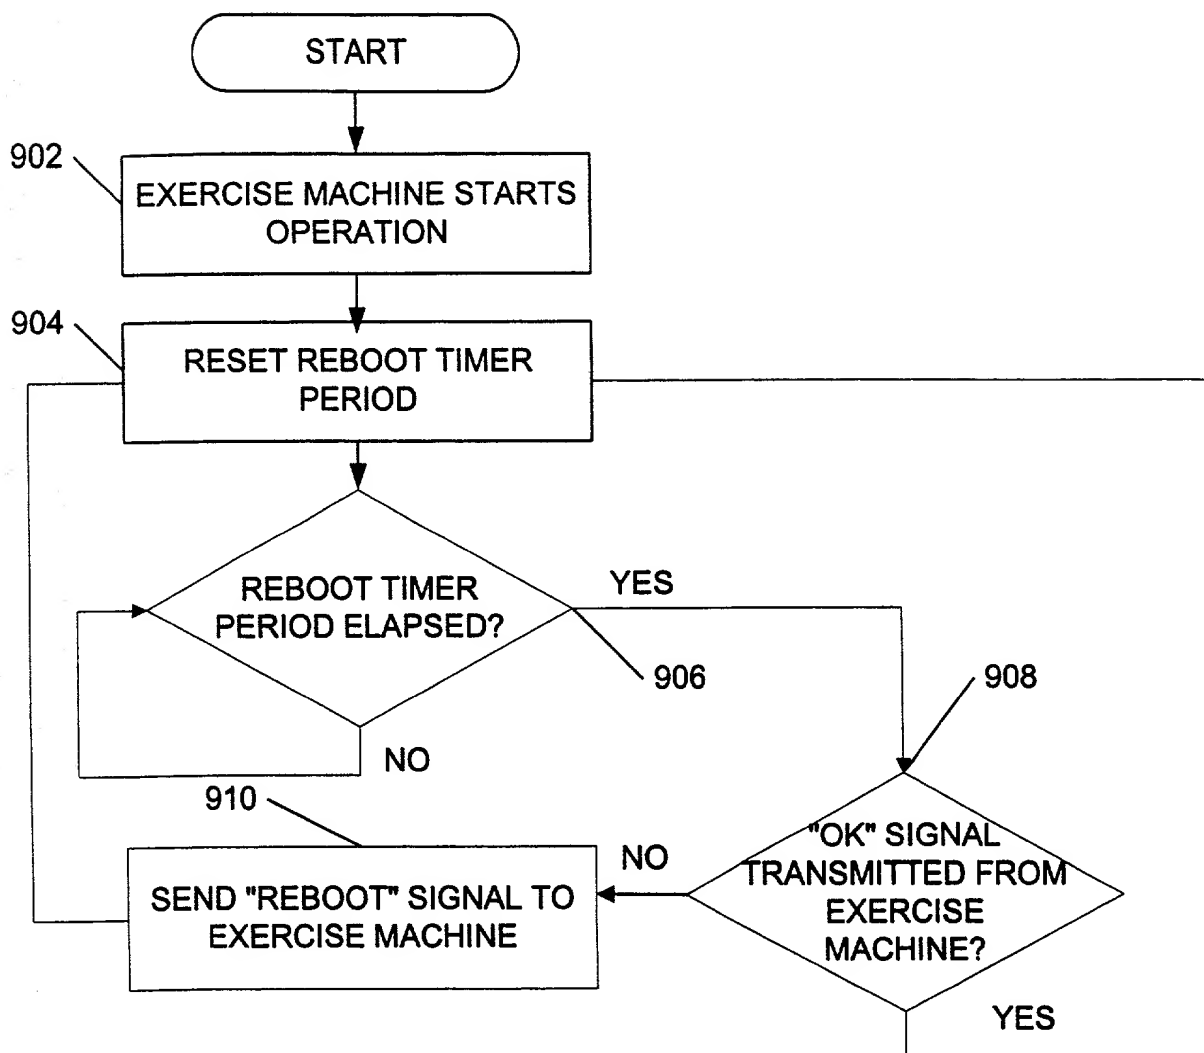 START
902
EXERCISE MACHINE STARTS
OPERATION
904
RESET REBOOT TIMER
PERIOD
REBOOT TIMER
PERIOD ELAPSED?
YES
906
908
NO
910
"OK" SIGNAL
TRANSMITTED FROM
EXERCISE
MACHINE?
NO
SEND "REBOOT" SIGNAL TO
EXERCISE MACHINE
YES